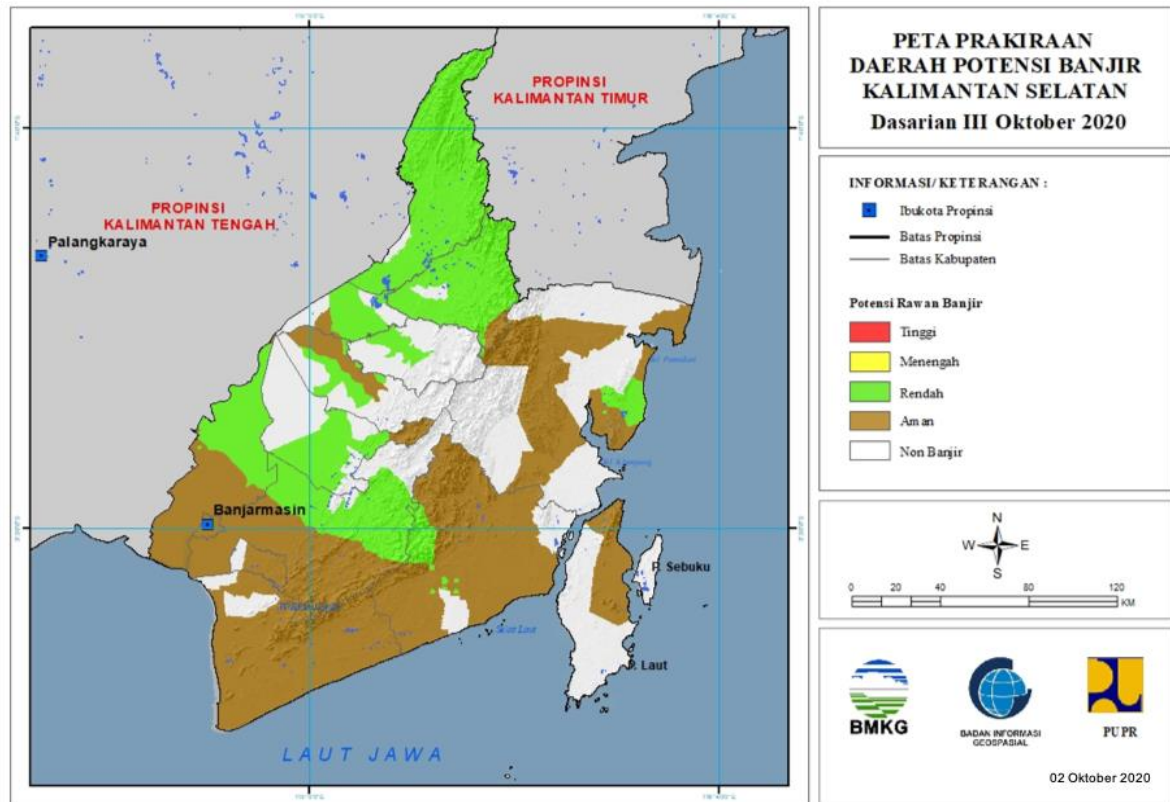 PETA PRAKIRAAN
DAERAH POTENSI BANJIR
KALIMANTAN SELATAN
Dasarian III Oktober 2020
PROPINSI
KALIMANTAN TIMUR
PROPINSI
KALIMANTAN TENGAH
Palangkaraya
Banjarmasin
P. Sebuku
P. Laut
LAUT JAWA
INFORMASI/ KETERANGAN :
Ibukota Propinsi
Batas Propinsi
Batas Kabupaten
Potensi Rawan Banjir
Tinggi
Menengah
Rendah
Aman
Non Banjir
N
W E
S
0 20 40 80 120
KM
BMKG
BADAN INFORMASI
GEOSPASIAL
PUPR
02 Oktober 2020